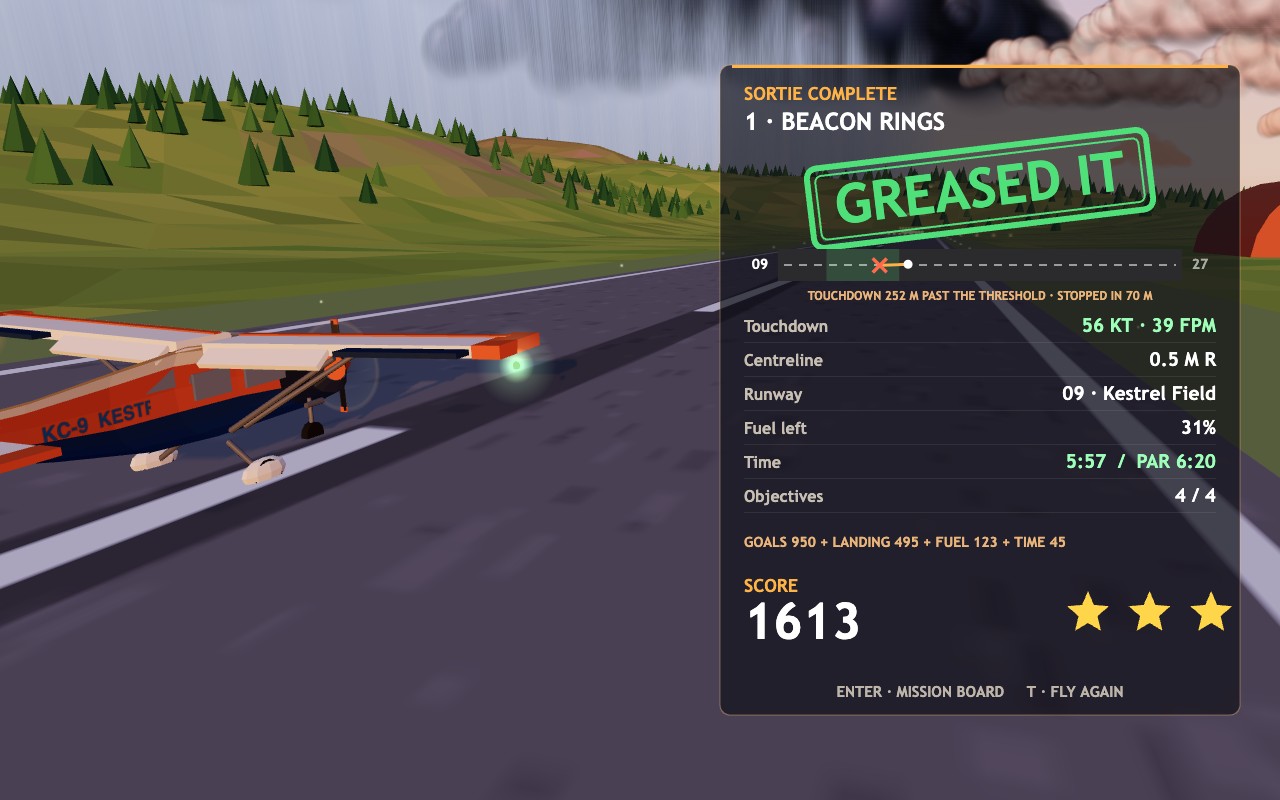 SORTIE COMPLETE
1 · BEACON RINGS
GREASED IT
09 27
TOUCHDOWN 252 M PAST THE THRESHOLD · STOPPED IN 70 M
Touchdown 56 KT · 39 FPM
Centreline 0.5 M R
Runway 09 · Kestrel Field
Fuel left 31%
Time 5:57 / PAR 6:20
Objectives 4 / 4
GOALS 950 + LANDING 495 + FUEL 123 + TIME 45
SCORE
1613
ENTER · MISSION BOARD T · FLY AGAIN
KC-9 KESTR